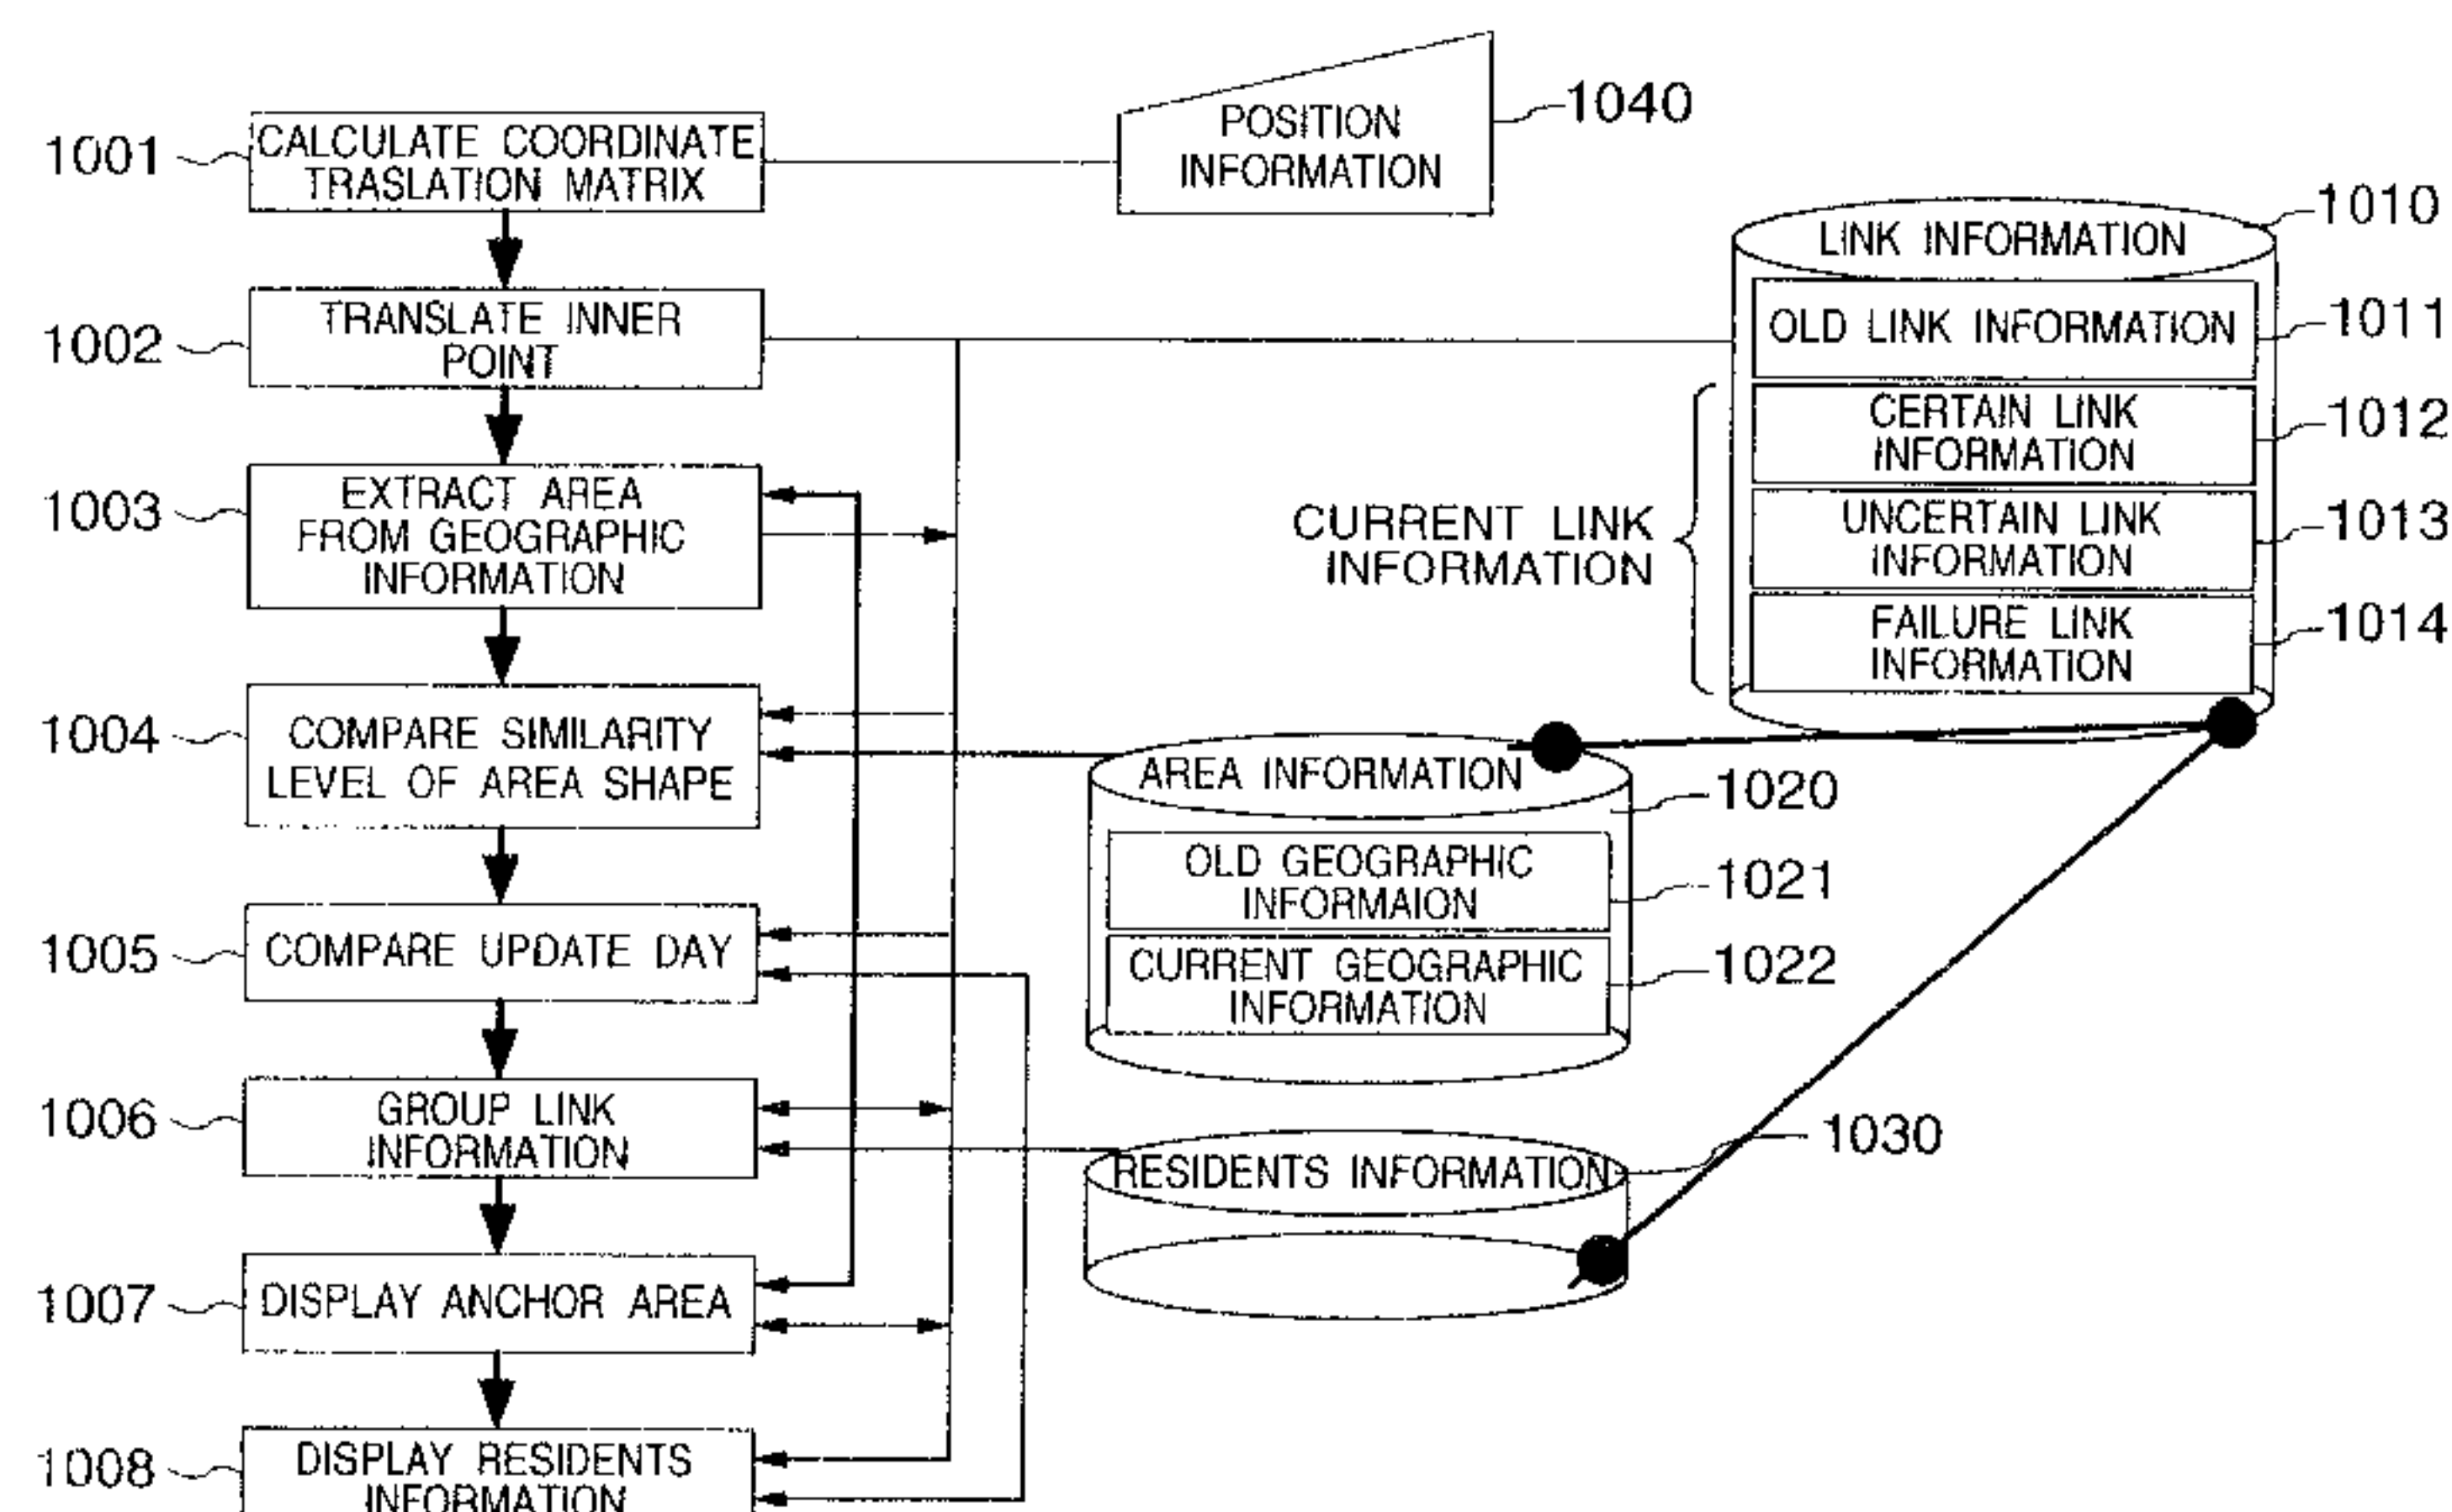 1001
CALCULATE COORDINATE
TRASLATION MATRIX
POSITION
INFORMATION
1040
1002
TRANSLATE INNER
POINT
LINK INFORMATION
1010
OLD LINK INFORMATION
1011
CERTAIN LINK
INFORMATION
1012
UNCERTAIN LINK
INFORMATION
1013
FAILURE LINK
INFORMATION
1014
CURRENT LINK
INFORMATION
1003
EXTRACT AREA
FROM GEOGRAPHIC
INFORMATION
1004
COMPARE SIMILARITY
LEVEL OF AREA SHAPE
AREA INFORMATION
1020
OLD GEOGRAPHIC
INFORMAION
1021
CURRENT GEOGRAPHIC
INFORMATION
1022
1005
COMPARE UPDATE DAY
1006
GROUP LINK
INFORMATION
RESIDENTS INFORMATION
1030
1007
DISPLAY ANCHOR AREA
1008
DISPLAY RESIDENTS
INFORMATION